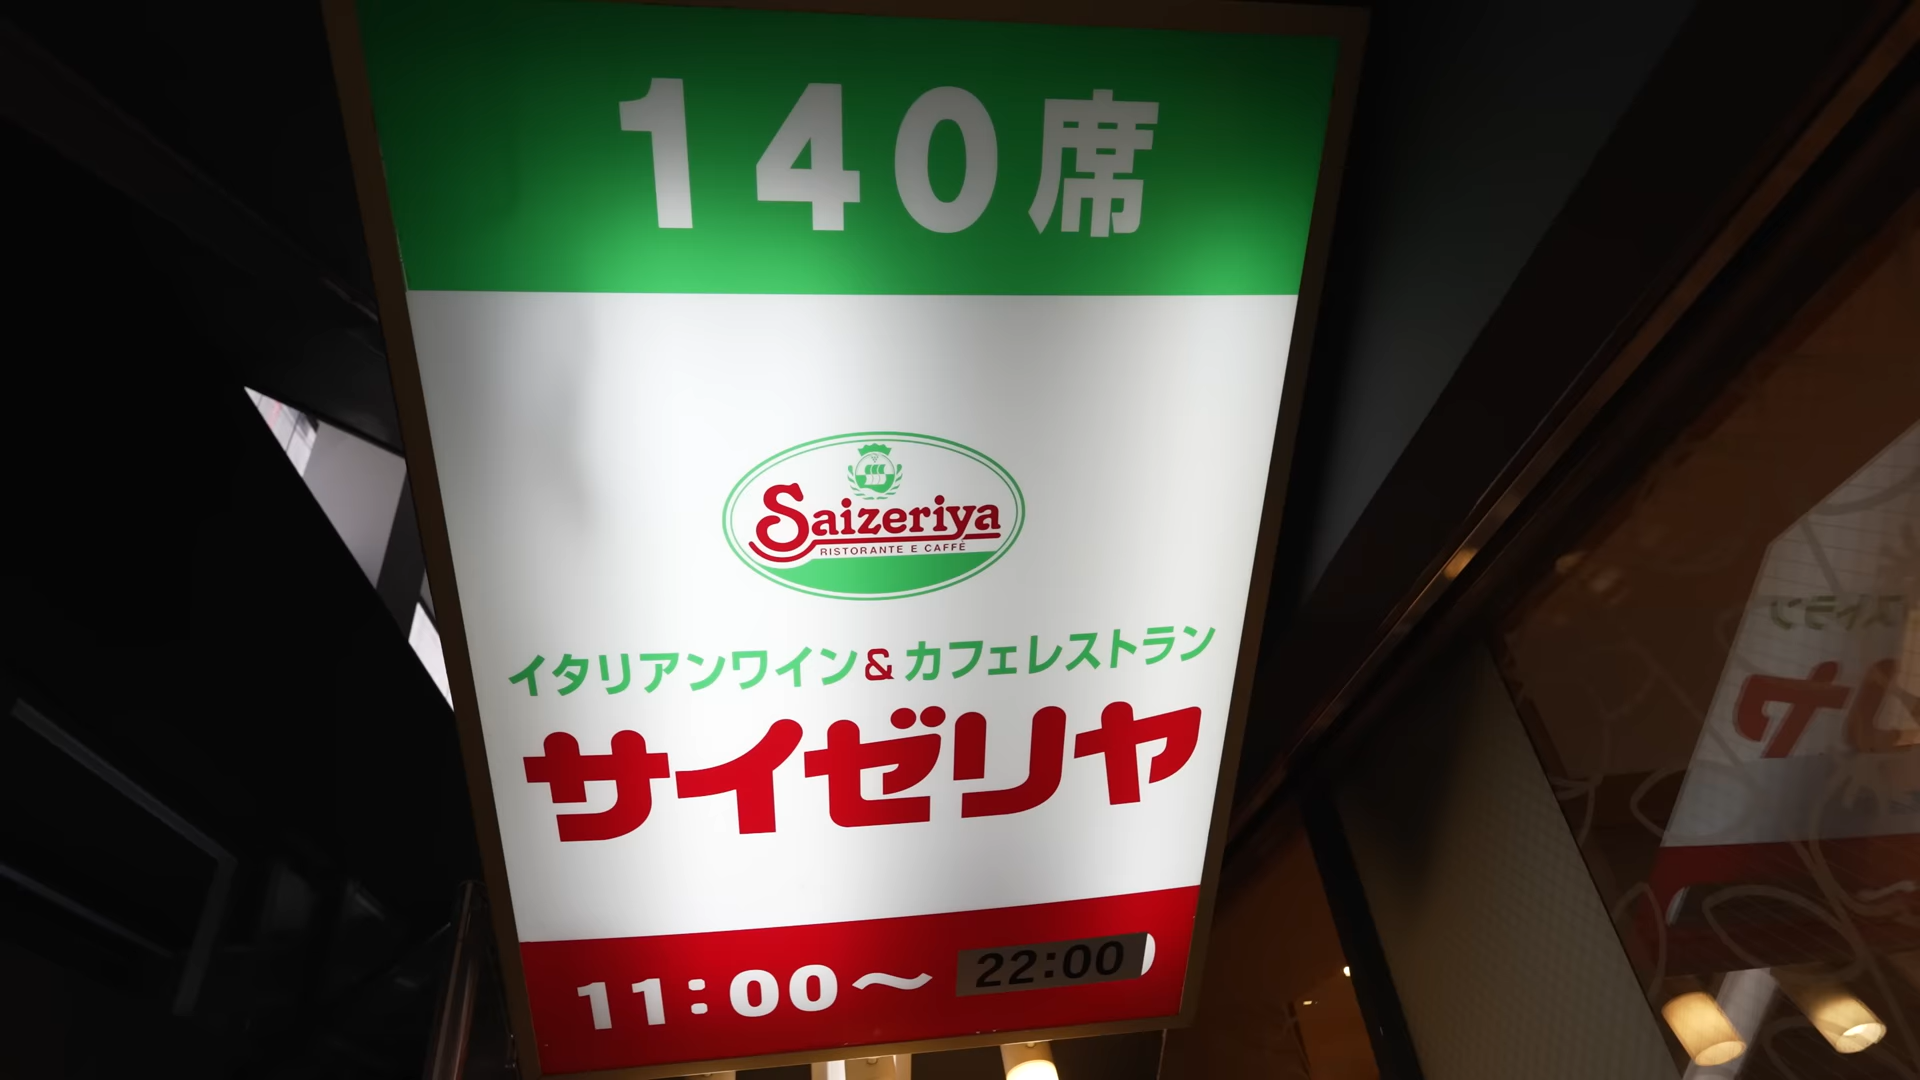 140席
Saizeriya
RISTORANTE E CAFFÉ
イタリアンワイン&カフェレストラン
サイゼリヤ
11:00〜22:00